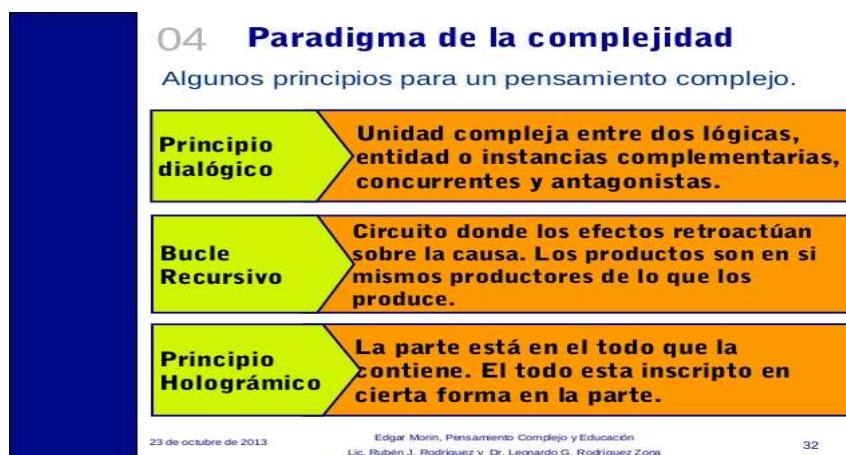 04 Paradigma de la complejidad
Algunos principios para un pensamiento complejo.
Principio
dialógico
Unidad compleja entre dos lógicas,
entidad o instancias complementarias,
concurrentes y antagonistas.
Bucle
Recursivo
Circuito donde los efectos retroactúan
sobre la causa. Los productos son en si
mismos productores de lo que los
produce.
Principio
Holográmico
La parte está en el todo que la
contiene. El todo esta inscripto en
cierta forma en la parte.
23 de octubre de 2013
Edgar Morin, Pensamiento Complejo y Educación
Lic. Rubén J. Rodríguez y Dr. Leonardo G. Rodríguez Zoya
32